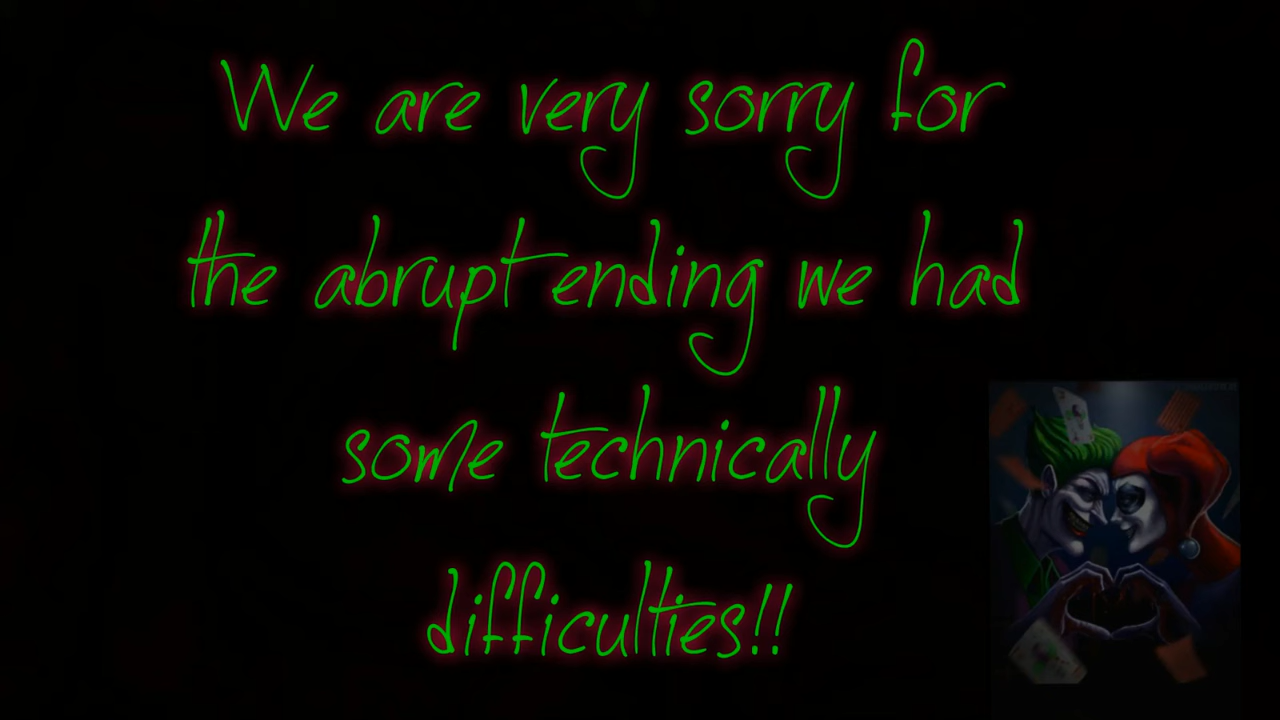 We are very sorry for
the abrupt ending we had
some technically
difficulties!!